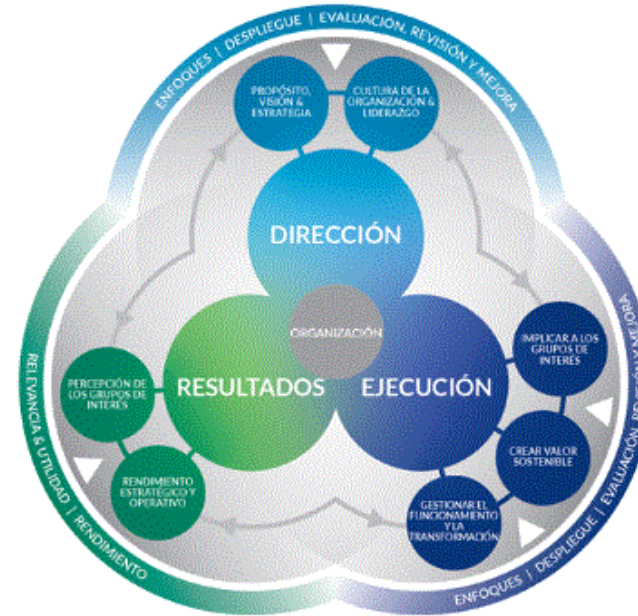 ENFOQUES | DESPLIEGUE | EVALUACIÓN, REVISIÓN Y MEJORA
PROPÓSITO,
VISIÓN &
ESTRATEGIA
CULTURA DE LA
ORGANIZACIÓN &
LIDERAZGO
DIRECCIÓN
ORGANIZACIÓN
RESULTADOS
EJECUCIÓN
PERCEPCIÓN DE
LOS GRUPOS DE
INTERÉS
RENDIMIENTO
ESTRATÉGICO Y
OPERATIVO
IMPLICAR A LOS
GRUPOS DE
INTERÉS
CREAR VALOR
SOSTENIBLE
GESTIONAR EL
FUNCIONAMIENTO
Y LA
TRANSFORMACIÓN
RELEVANCIA & UTILIDAD | RENDIMIENTO
ENFOQUES | DESPLIEGUE | EVALUACIÓN, REVISIÓN Y MEJORA